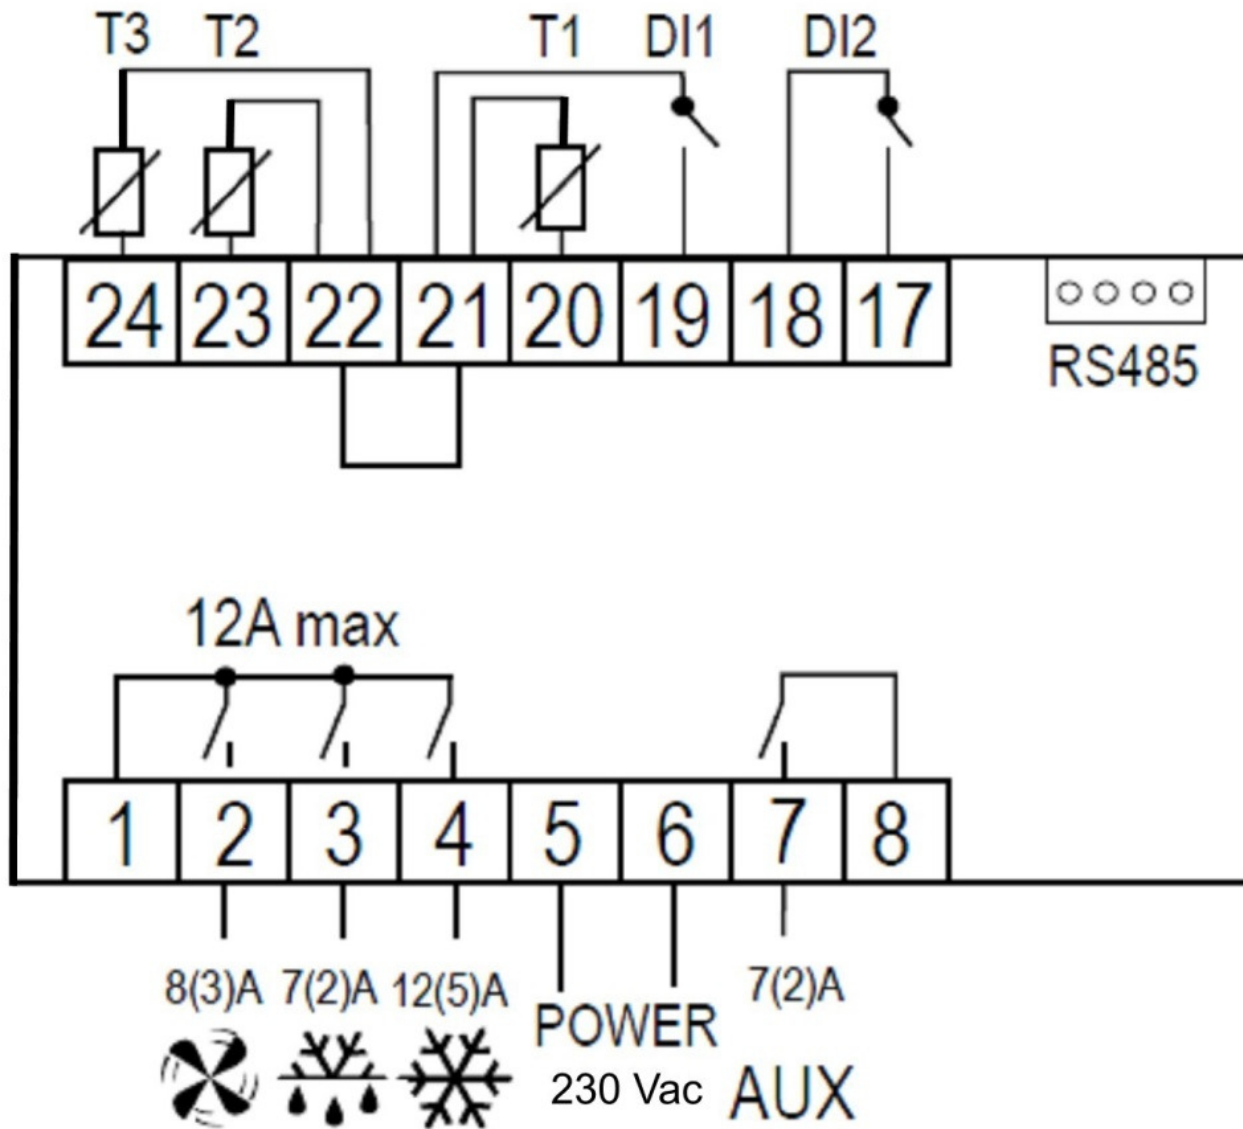 T3 T2 T1 DI1 DI2
24 23 22 21 20 19 18 17
RS485
12A max
1 2 3 4 5 6 7 8
8(3)A 7(2)A 12(5)A 7(2)A
POWER
230 Vac AUX